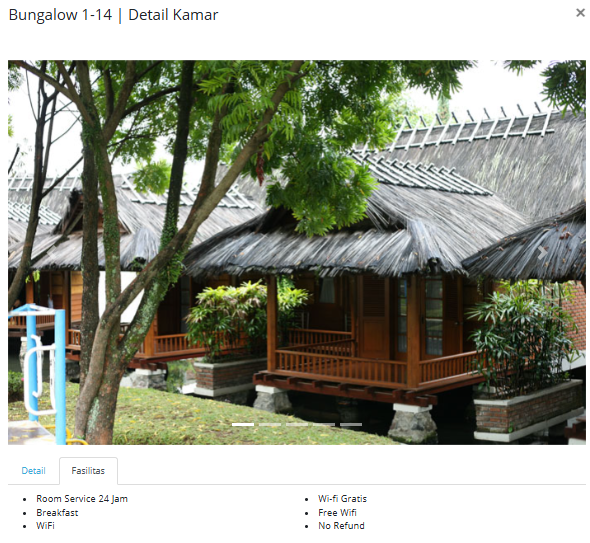 Bungalow 1-14 | Detail Kamar
×
Detail
Fasilitas
Room Service 24 Jam
Breakfast
WiFi
Wi-fi Gratis
Free Wifi
No Refund